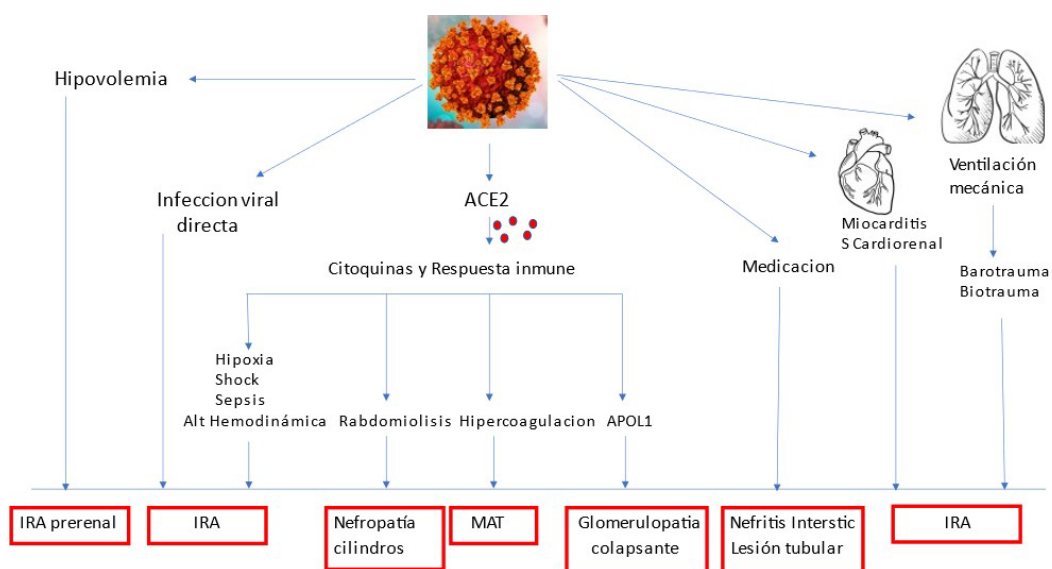 Hipovolemia
Infeccion viral
directa
ACE2
Citoquinas y Respuesta inmune
Medicacion
Miocarditis
S Cardiorenal
Ventilación
mecánica
Barotrauma
Biotrauma
Hipoxia
Shock
Sepsis
Alt Hemodinámica
Rabdomiolisis
Hipercoagulacion
APOL1
IRA prerenal
IRA
Nefropatía
cilindros
MAT
Glomerulopatia
colapsante
Nefritis Interstic
Lesión tubular
IRA